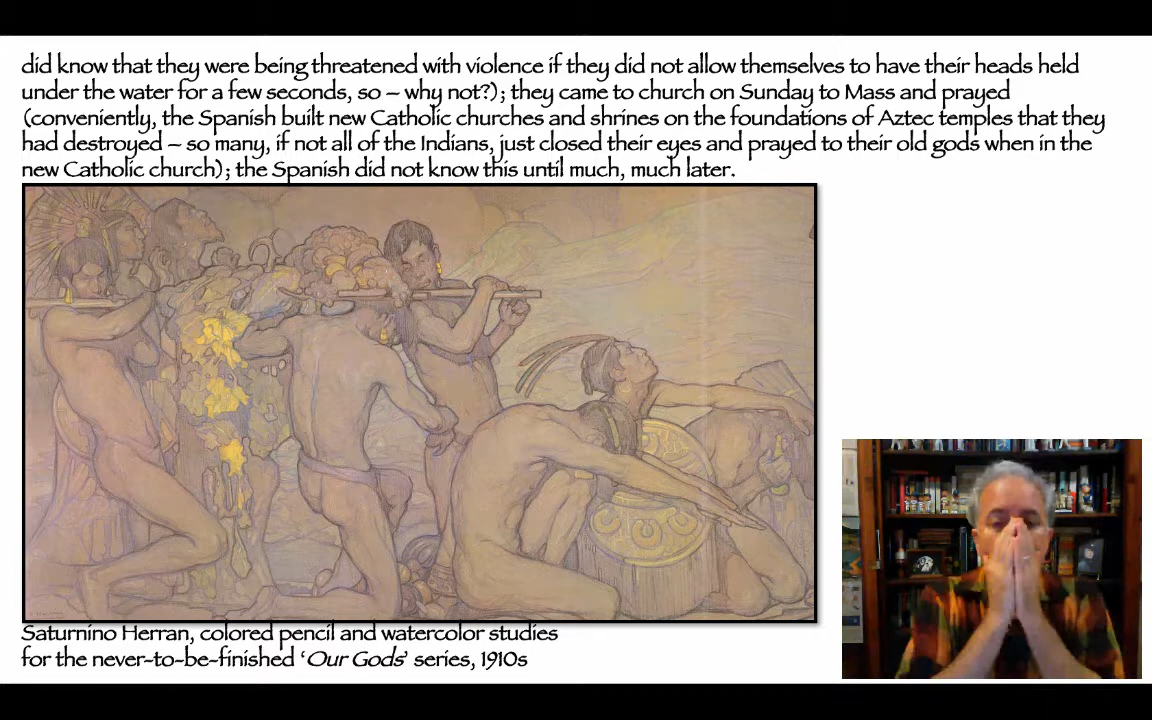 did know that they were being threatened with violence if they did not allow themselves to have their heads held
under the water for a few seconds, so – why not?); they came to church on Sunday to Mass and prayed
(conveniently, the Spanish built new Catholic churches and shrines on the foundations of Aztec temples that they
had destroyed – so many, if not all of the Indians, just closed their eyes and prayed to their old gods when in the
new Catholic church); the Spanish did not know this until much, much later.
Saturnino Herran, colored pencil and watercolor studies
for the never-to-be-finished ‘Our Gods’ series, 1910s